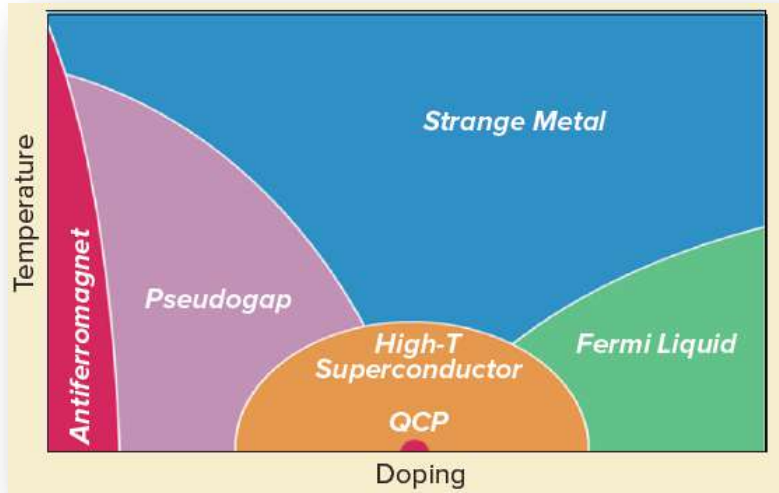 Strange Metal
Temperature
Antiferromagnet
Pseudogap
High-T
Superconductor
Fermi Liquid
QCP
Doping